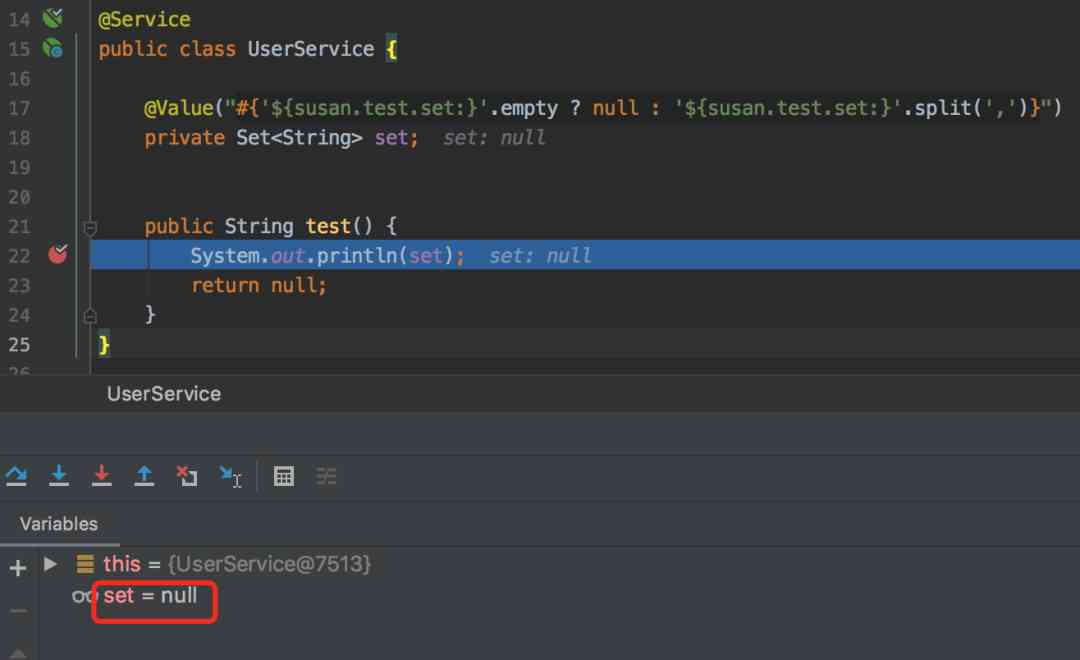 14 @Service
15 public class UserService {
16
17 @Value("#{'${susan.test.set:}'.empty ? null : '${susan.test.set:}'.split(',')}")
18 private Set<String> set; set: null
19
20
21 public String test() {
22 System.out.println(set); set: null
23 return null;
24 }
25 }
26
UserService
Variables
this = {UserService@7513}
set = null